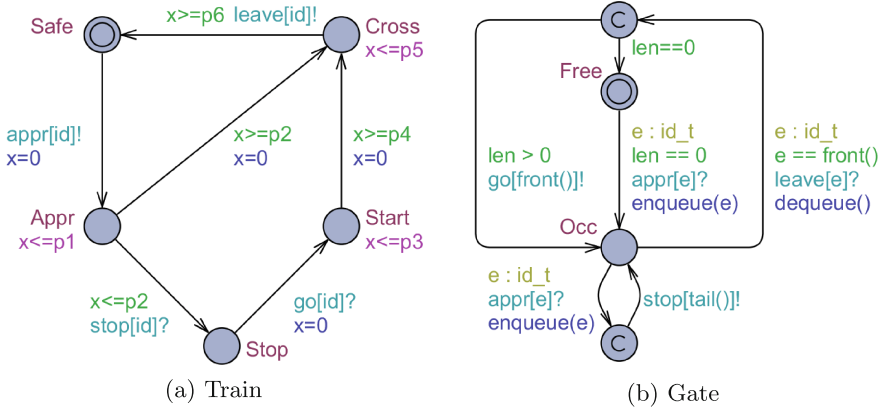 Safe
x>=p6 leave[id]!
Cross
x<=p5
appr[id]!
x=0
x>=p2
x=0
x>=p4
x=0
Appr
x<=p1
Start
x<=p3
x<=p2
stop[id]?
go[id]?
x=0
Stop
(a) Train
C
len==0
Free
len > 0
go[front()]!
e : id_t
len == 0
appr[e]?
enqueue(e)
e : id_t
e == front()
leave[e]?
dequeue()
Occ
e : id_t
appr[e]?
enqueue(e)
stop[tail()]!
C
(b) Gate